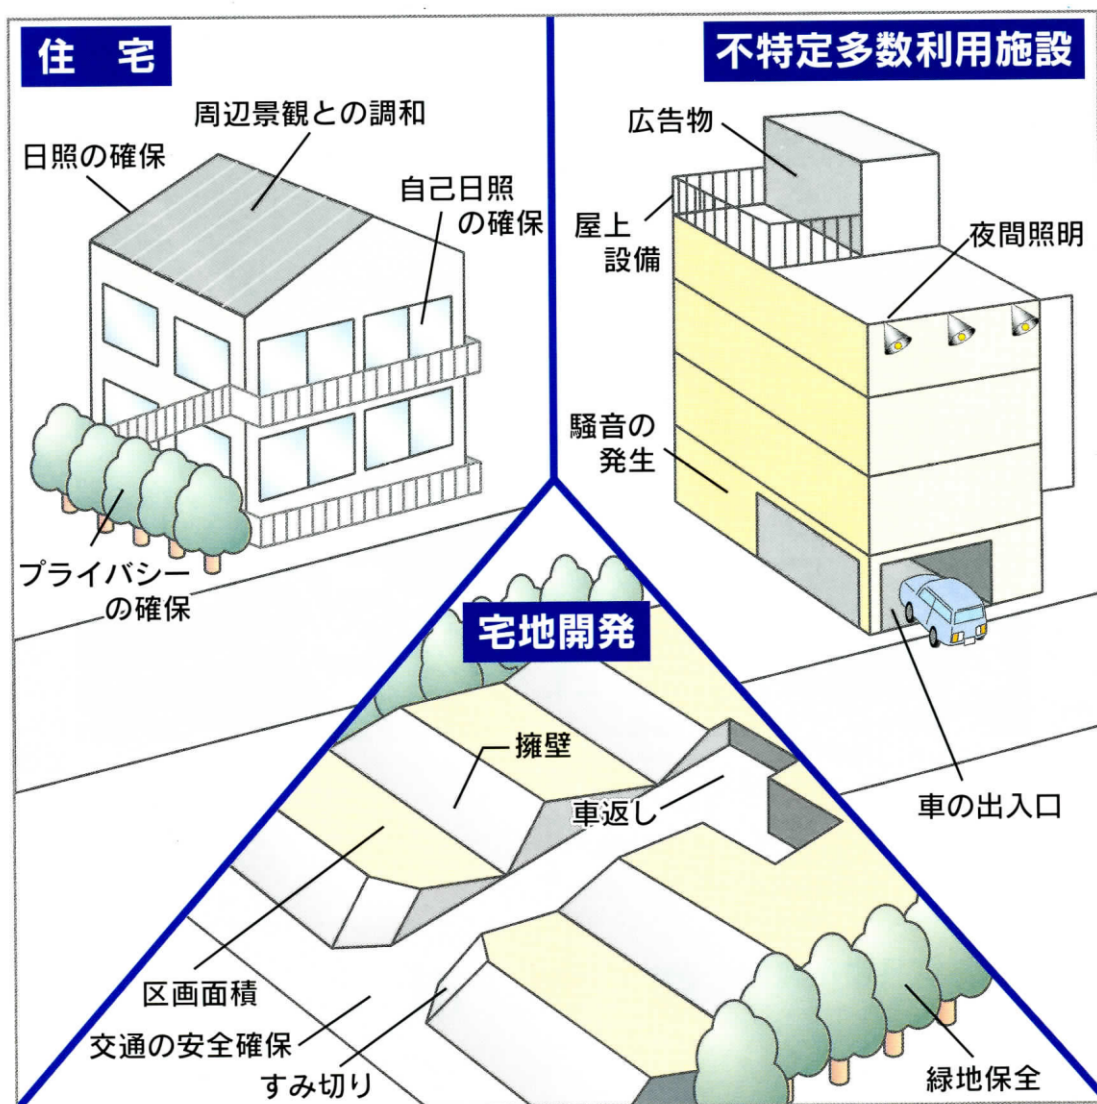 住　宅
周辺景観との調和
日照の確保
自己日照
の確保
プライバシー
の確保
不特定多数利用施設
広告物
屋上
設備
夜間照明
騒音の
発生
車の出入口
宅地開発
擁壁
車返し
区画面積
交通の安全確保
すみ切り
緑地保全